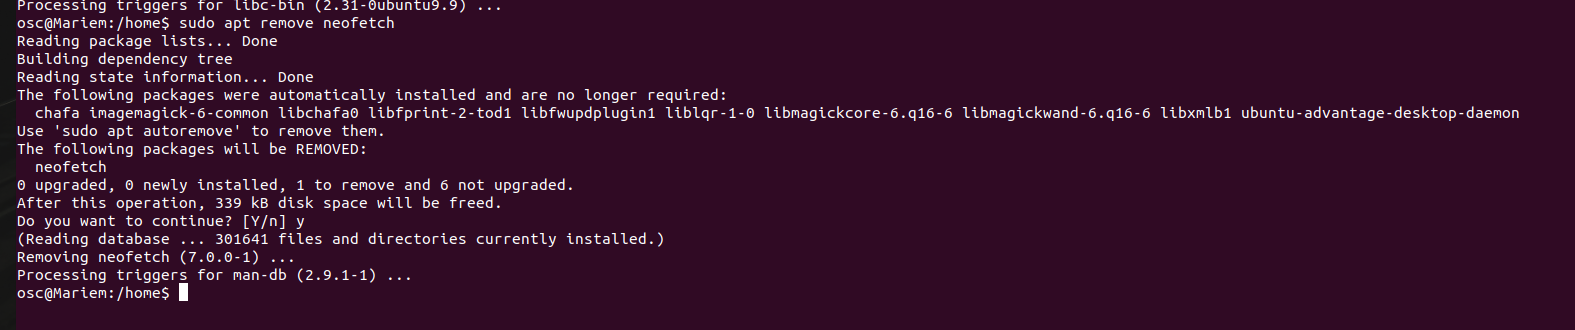 Processing triggers for libc-bin (2.31-0ubuntu9.9) ...
osc@Mariem:/home$ sudo apt remove neofetch
Reading package lists... Done
Building dependency tree
Reading state information... Done
The following packages were automatically installed and are no longer required:
  chafa imagemagick-6-common libchafa0 libfprint-2-tod1 libfwupdplugin1 liblqr-1-0 libmagickcore-6.q16-6 libmagickwand-6.q16-6 libxmlb1 ubuntu-advantage-desktop-daemon
Use 'sudo apt autoremove' to remove them.
The following packages will be REMOVED:
  neofetch
0 upgraded, 0 newly installed, 1 to remove and 6 not upgraded.
After this operation, 339 kB disk space will be freed.
Do you want to continue? [Y/n] y
(Reading database ... 301641 files and directories currently installed.)
Removing neofetch (7.0.0-1) ...
Processing triggers for man-db (2.9.1-1) ...
osc@Mariem:/home$